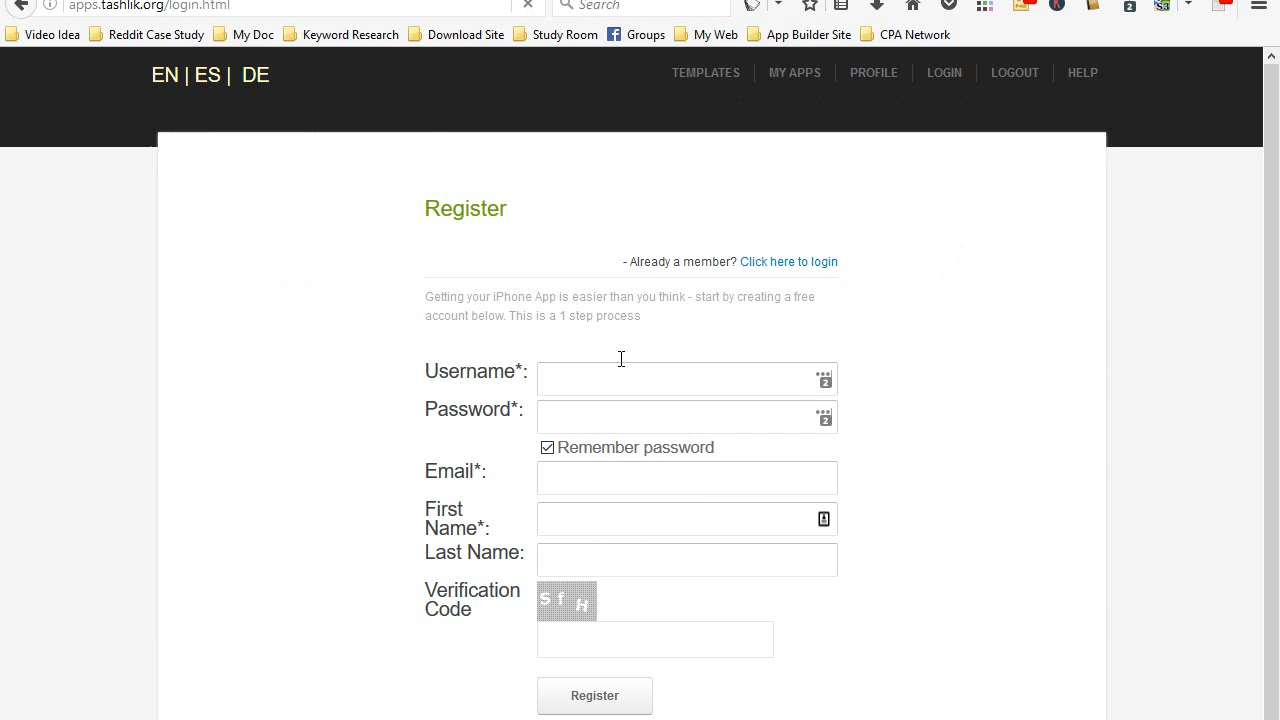 apps.tashlik.org/login.html
Search
2
Video Idea Reddit Case Study My Doc Keyword Research Download Site Study Room Groups My Web App Builder Site CPA Network
EN | ES | DE
TEMPLATES MY APPS PROFILE LOGIN LOGOUT HELP
Register
- Already a member? Click here to login
Getting your iPhone App is easier than you think - start by creating a free
account below. This is a 1 step process
Username*:
2
Password*:
2
Remember password
Email*:
First
Name*:
Last Name:
Verification
Code
S f H
Register